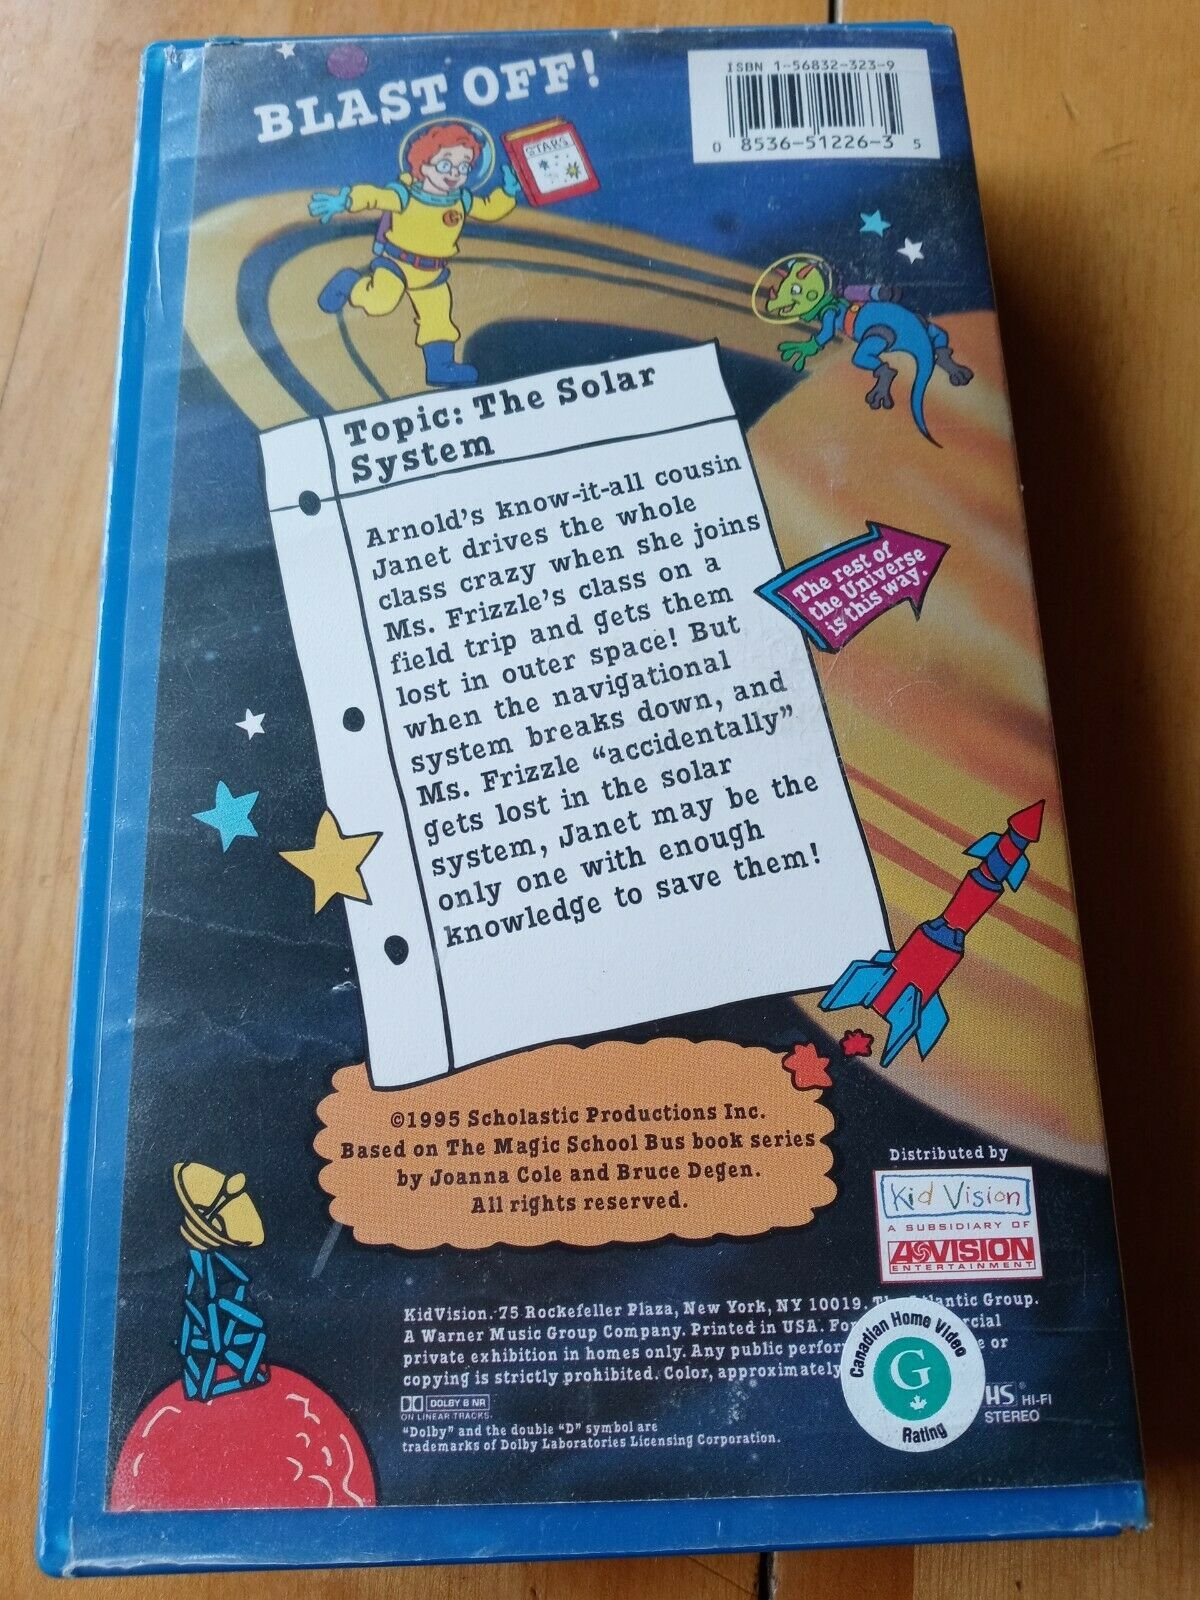 BLAST OFF!
ISBN 1-56832-323-9
0 8536-51226-3 5
STARS
Topic: The Solar
System
Arnold's know-it-all cousin
Janet drives the whole
class crazy when she joins
Ms. Frizzle's class on a
field trip and gets them
lost in outer space! But
when the navigational
system breaks down, and
Ms. Frizzle “accidentally”
gets lost in the solar
system, Janet may be the
only one with enough
knowledge to save them!
The rest of
the Universe
is this way.
©1995 Scholastic Productions Inc.
Based on The Magic School Bus book series
by Joanna Cole and Bruce Degen.
All rights reserved.
Distributed by
Kid Vision
A SUBSIDIARY OF
A*VISION
ENTERTAINMENT
KidVision. 75 Rockefeller Plaza, New York, NY 10019. Group.
A Warner Music Group Company. Printed in USA. For
private exhibition in homes only. Any public or
copying is strictly prohibited. Color, approximately
Canadian Home Video
G
Rating
DOLBY B NR
ON LINEAR TRACKS.
HI-FI
STEREO
"Dolby" and the double "D" symbol are
trademarks of Dolby Laboratories Licensing Corporation.